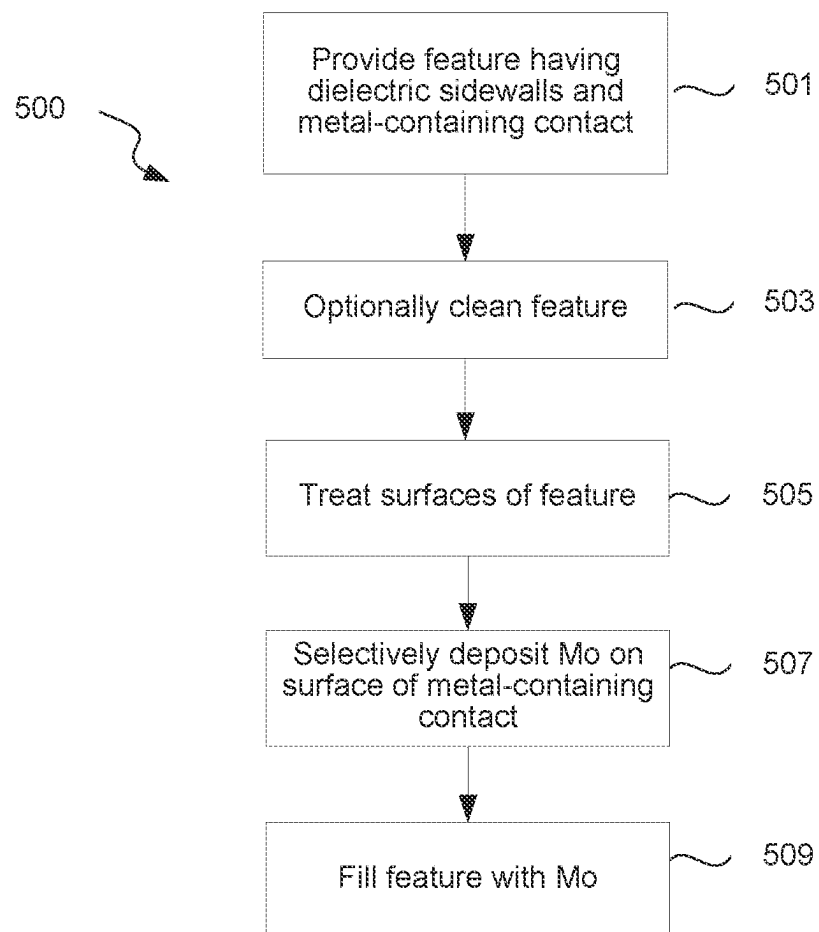 500
Provide feature having
dielectric sidewalls and
metal-containing contact
501
Optionally clean feature
503
Treat surfaces of feature
505
Selectively deposit Mo on
surface of metal-containing
contact
507
Fill feature with Mo
509